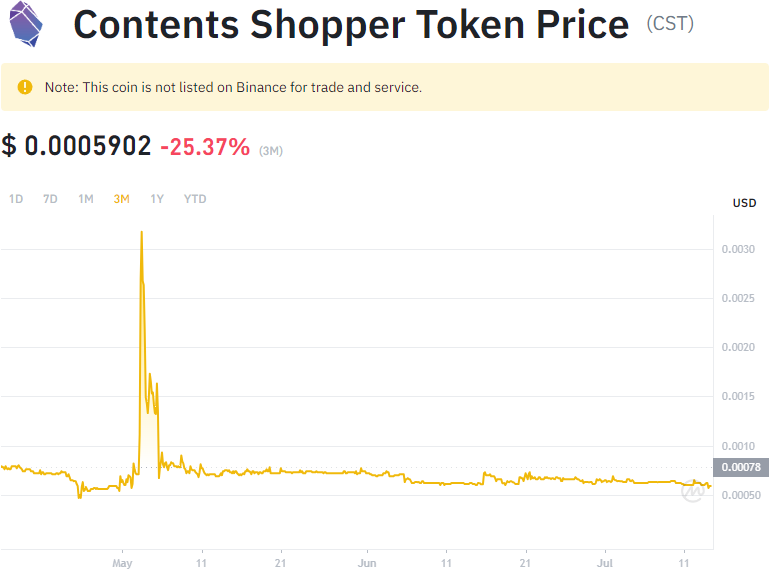 Contents Shopper Token Price (CST)
Note: This coin is not listed on Binance for trade and service.
$ 0.0005902 -25.37% (3M)
1D 7D 1M 3M 1Y YTD
USD
0.0030
0.0025
0.0020
0.0015
0.0010
0.00078
0.00050
May 11 21 Jun 11 21 Jul 11